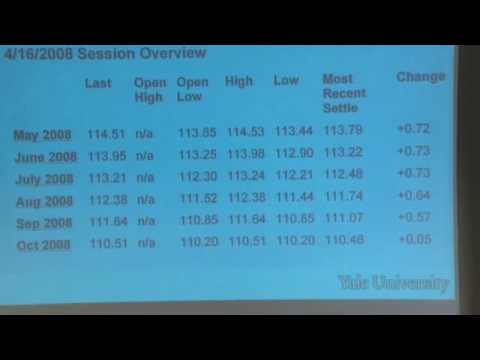 4/16/2008 Session Overview
Last Open High Open Low High Low Most Recent Settle Change
May 2008 114.51 n/a 113.85 114.53 113.44 113.79 +0.72
June 2008 113.95 n/a 113.25 113.98 112.90 113.22 +0.73
July 2008 113.21 n/a 112.30 113.24 112.21 112.48 +0.73
Aug 2008 112.38 n/a 111.52 112.38 111.44 111.74 +0.64
Sep 2008 111.64 n/a 110.85 111.64 110.85 111.07 +0.57
Oct 2008 110.51 n/a 110.20 110.51 110.20 110.46 +0.05
Yale University